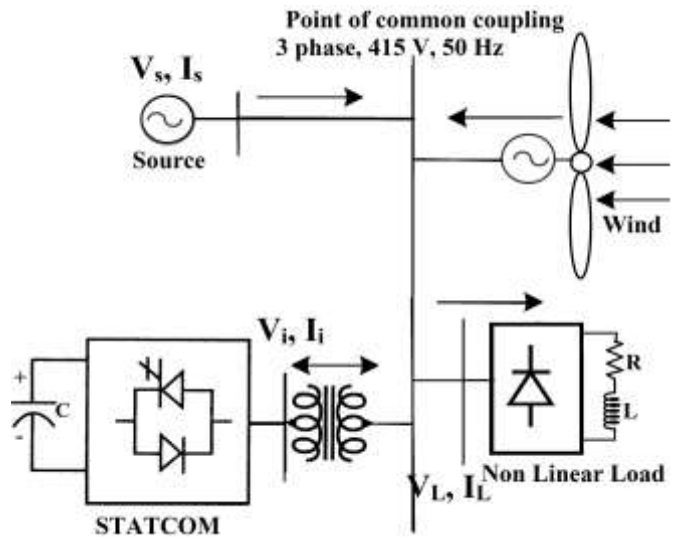 Point of common coupling
3 phase, 415 V, 50 Hz
Vs, Is
Source
Wind
Vi, Ii
+
C
-
R
L
Non Linear Load
VL, IL
STATCOM